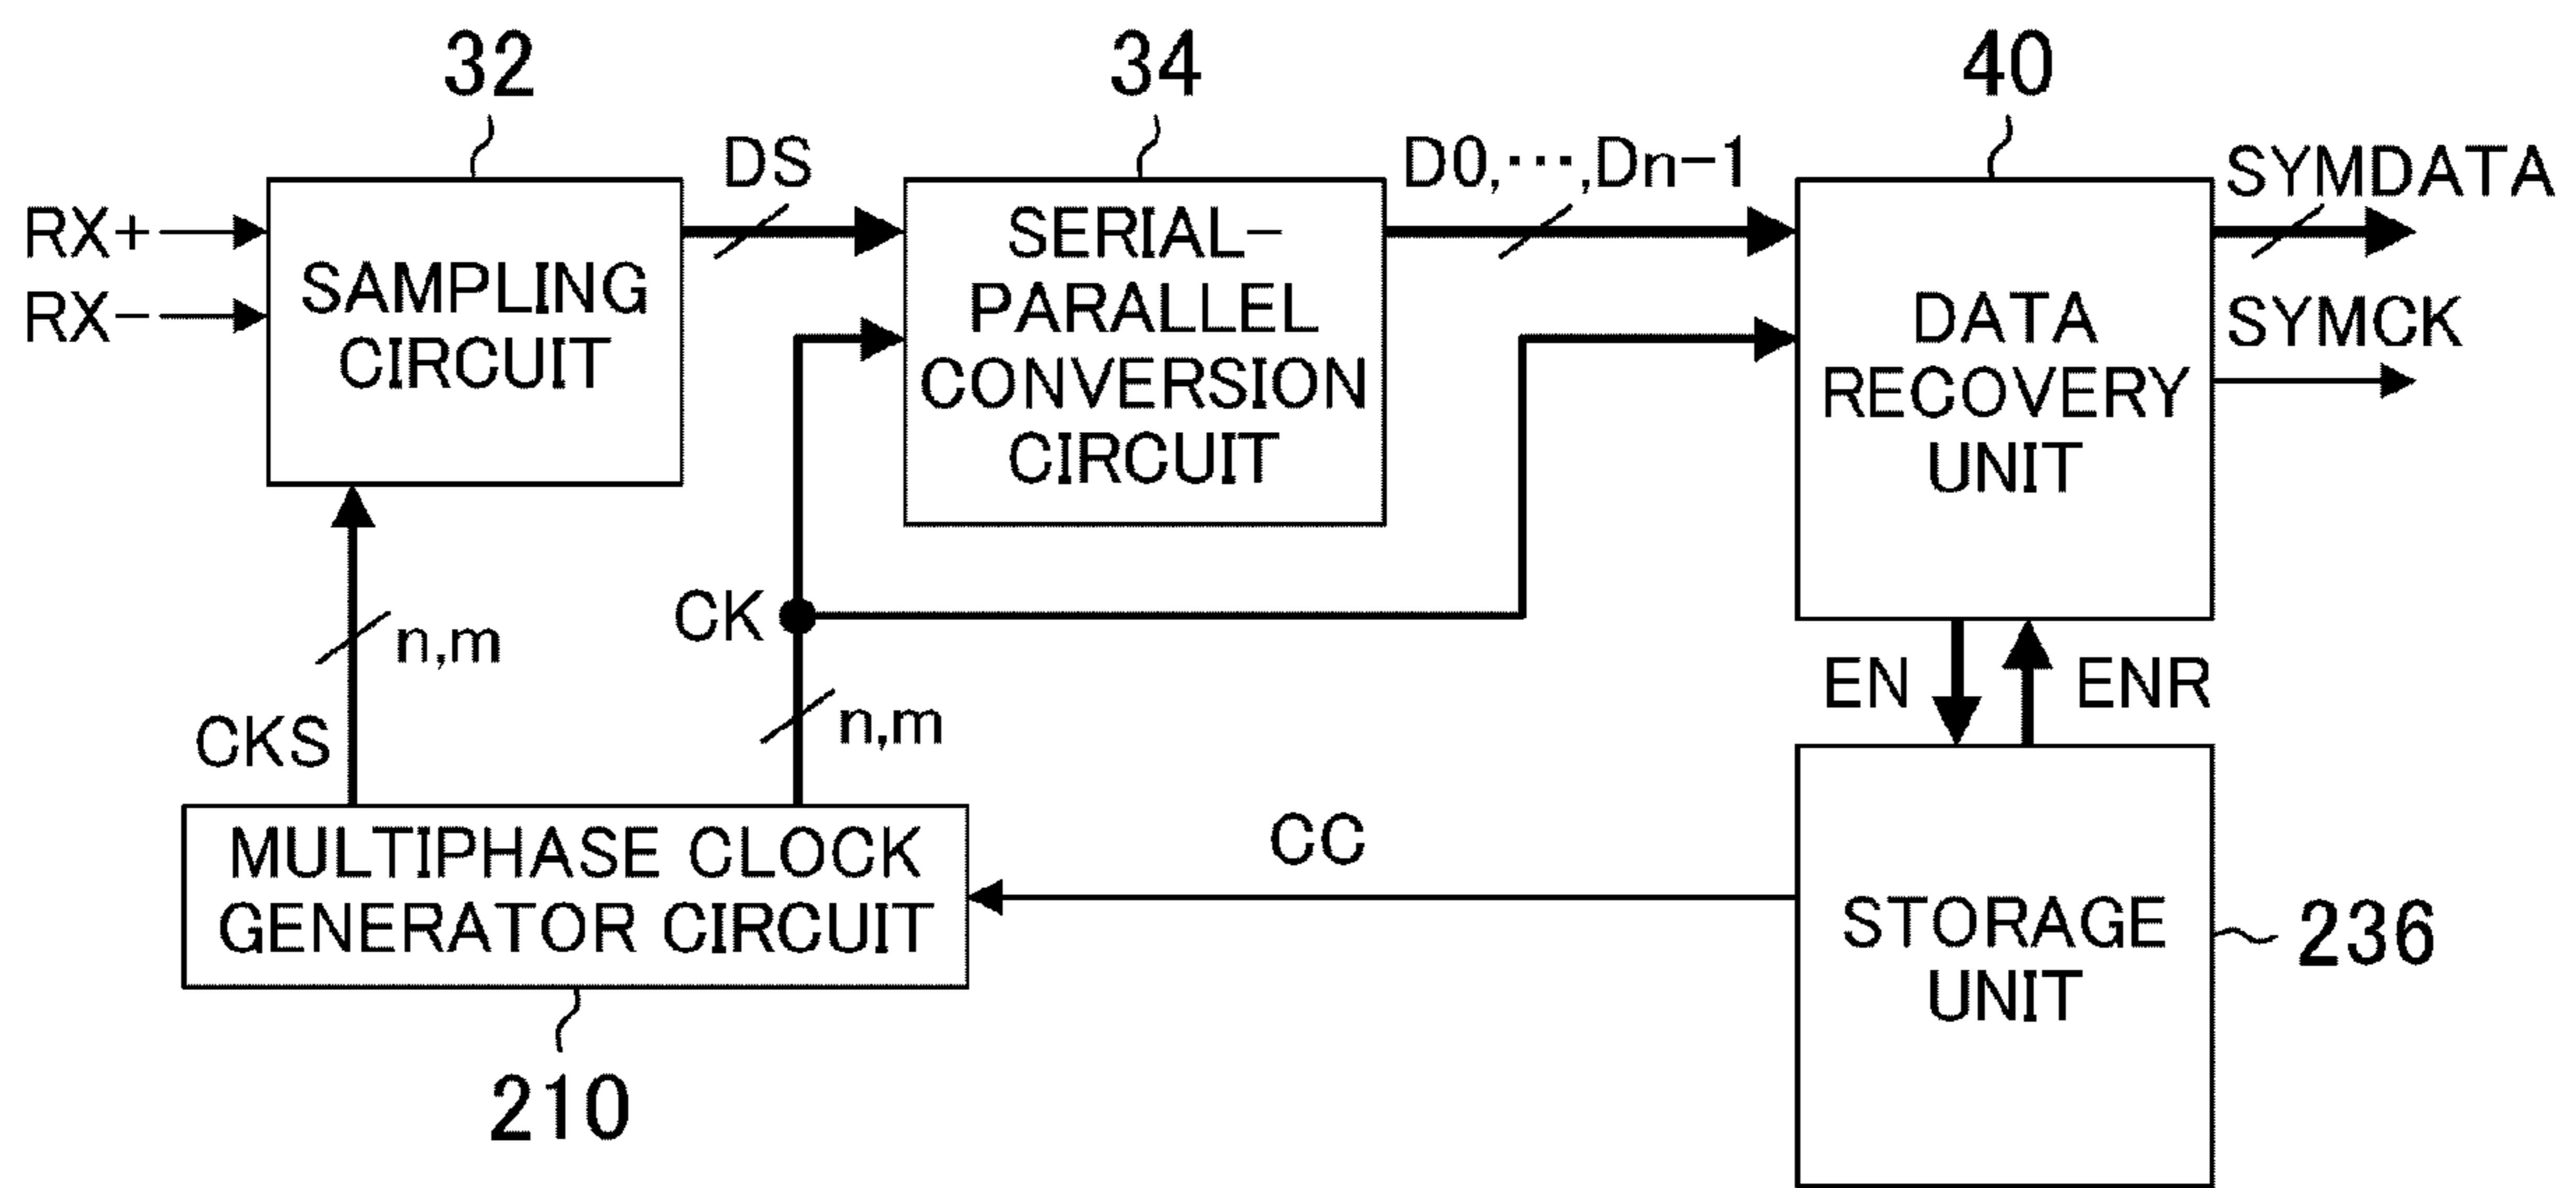 32
34
40
DS
D0,⋯,Dn-1
SYMDATA
RX+
RX-
SAMPLING
CIRCUIT
SERIAL-
PARALLEL
CONVERSION
CIRCUIT
DATA
RECOVERY
UNIT
SYMCK
CK
n,m
CKS
n,m
EN
ENR
MULTIPHASE CLOCK
GENERATOR CIRCUIT
CC
STORAGE
UNIT
236
210